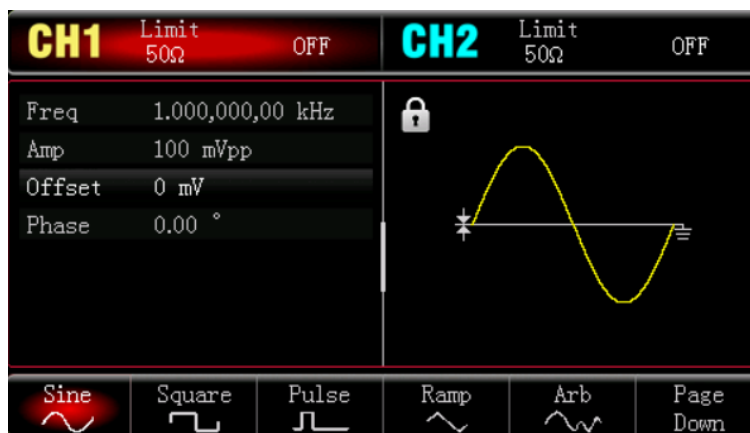 CH1 Limit 50Ω OFF
CH2 Limit 50Ω OFF
Freq 1.000,000,00 kHz
Amp 100 mVpp
Offset 0 mV
Phase 0.00 °
Sine Square Pulse Ramp Arb Page Down